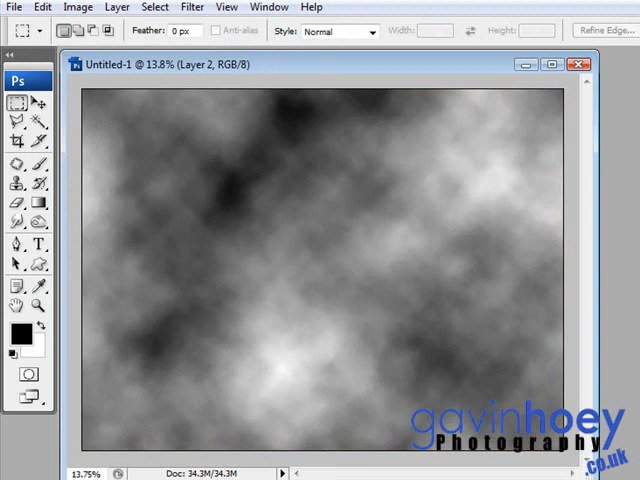 File Edit Image Layer Select Filter View Window Help
Feather: 0 px Anti-alias Style: Normal Width: Height: Refine Edge...
Untitled-1 @ 13.8% (Layer 2, RGB/8)
Ps
T
13.75% Doc: 34.3M/34.3M
gavinhoey
Photography
.co.uk